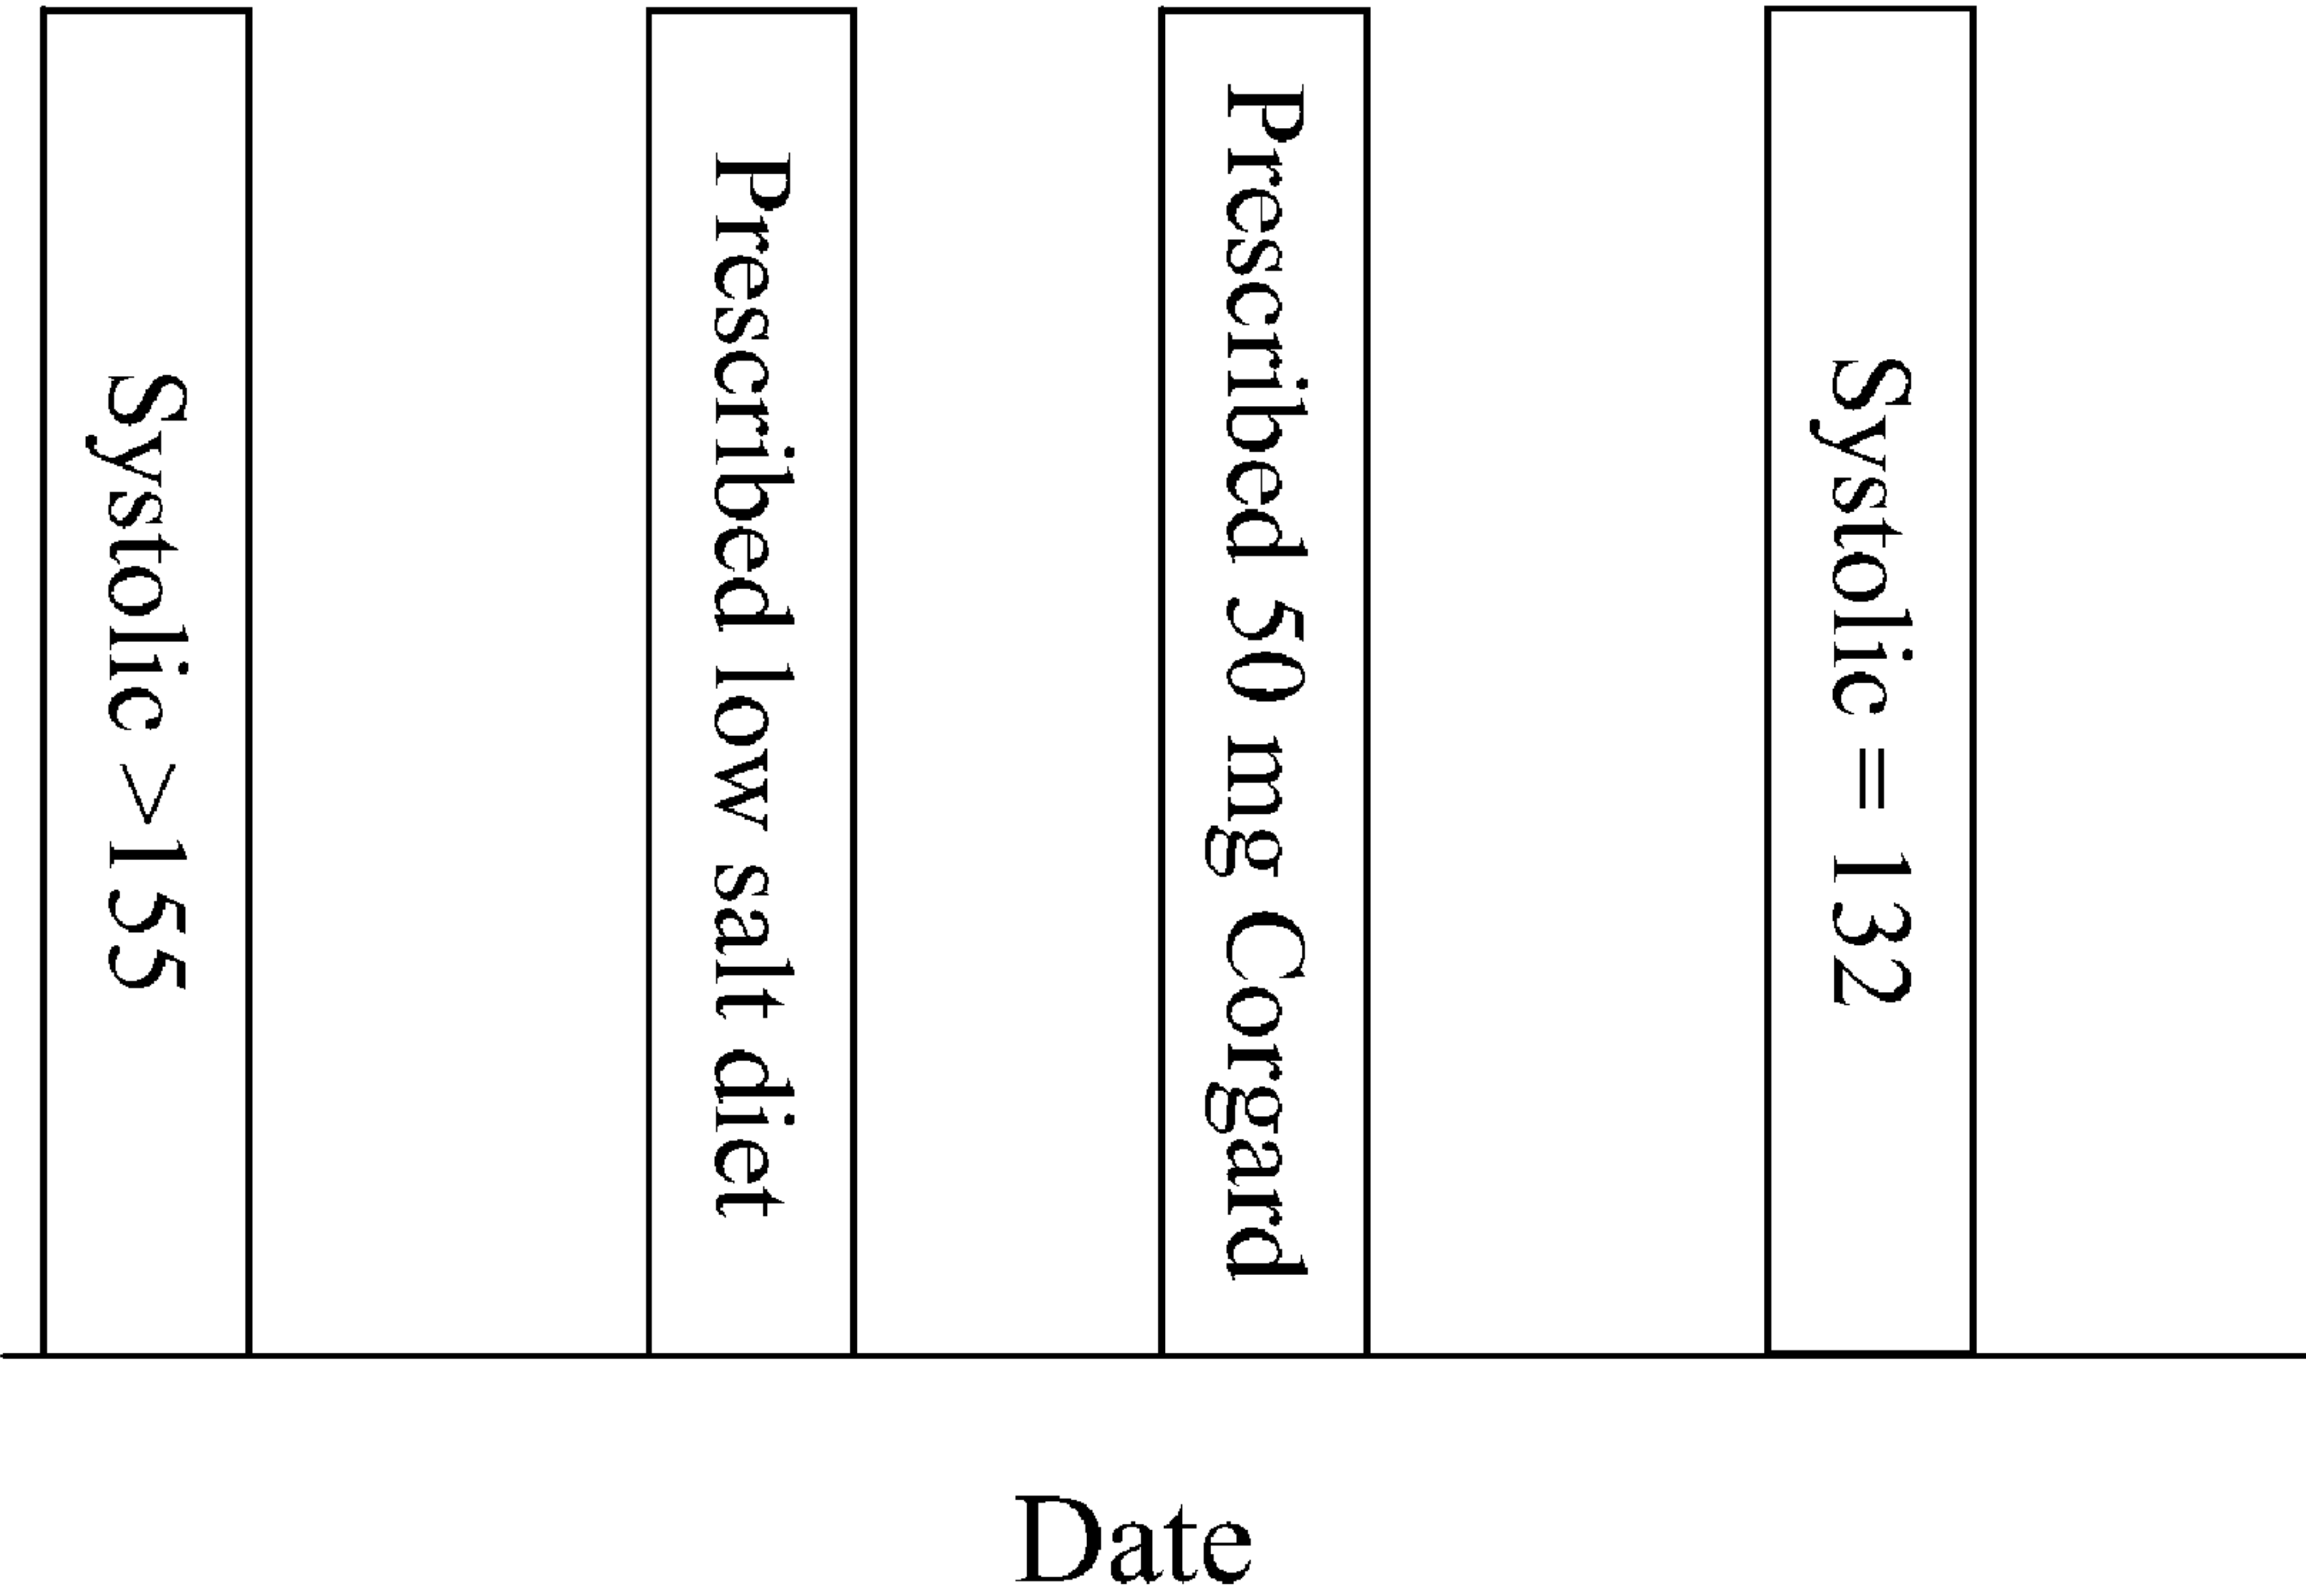 Systolic >155
Prescribed low salt diet
Prescribed 50 mg Corgard
Systolic = 132
Date